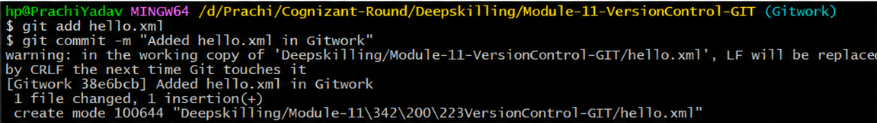 hp@PrachiYadav MINGW64 /d/Prachi/Cognizant-Round/Deepskilling/Module-11-VersionControl-GIT (Gitwork)
$ git add hello.xml
$ git commit -m "Added hello.xml in Gitwork"
warning: in the working copy of 'Deepskilling/Module-11-VersionControl-GIT/hello.xml', LF will be replaced
by CRLF the next time Git touches it
[Gitwork 38e6bcb] Added hello.xml in Gitwork
1 file changed, 1 insertion(+)
create mode 100644 "Deepskilling/Module-11\342\200\223VersionControl-GIT/hello.xml"